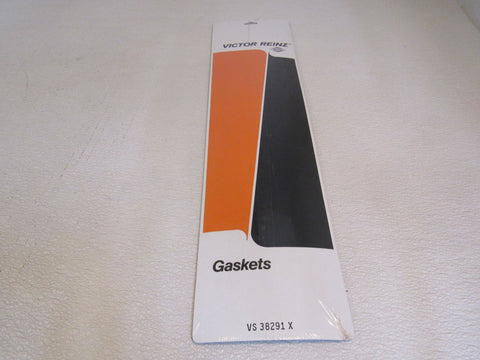 VICTOR REINZ
Gaskets
VS 38291 X